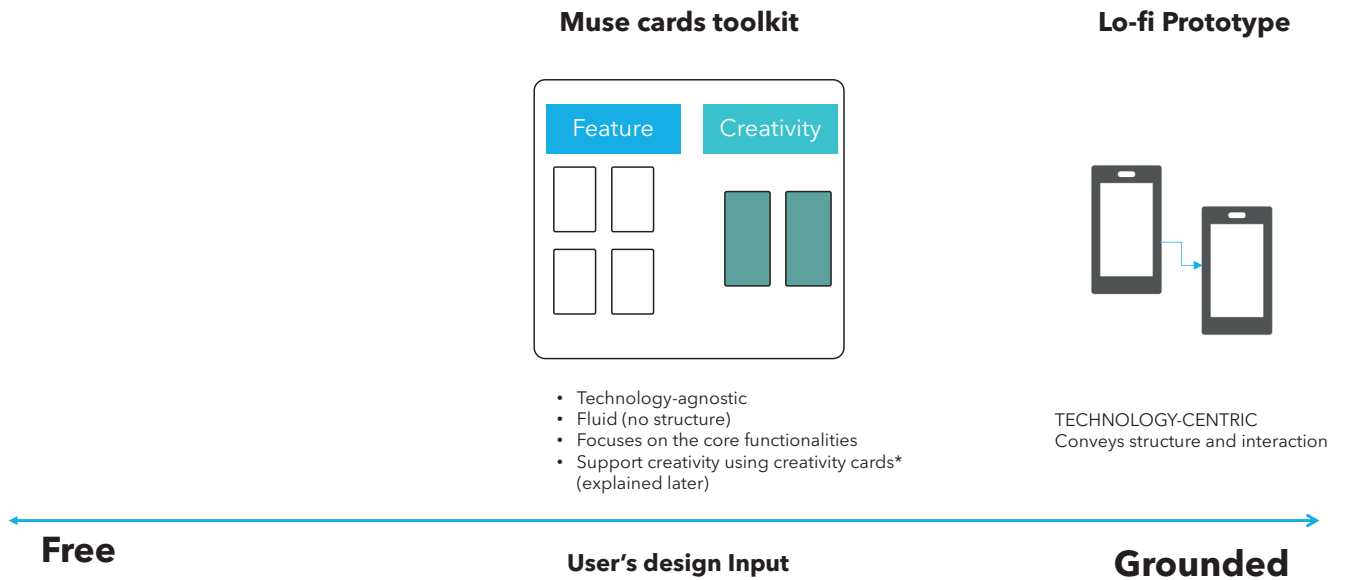 Muse cards toolkit
Lo-fi Prototype
Feature
Creativity
• Technology-agnostic
• Fluid (no structure)
• Focuses on the core functionalities
• Support creativity using creativity cards*
(explained later)
TECHNOLOGY-CENTRIC
Conveys structure and interaction
Free
User’s design Input
Grounded